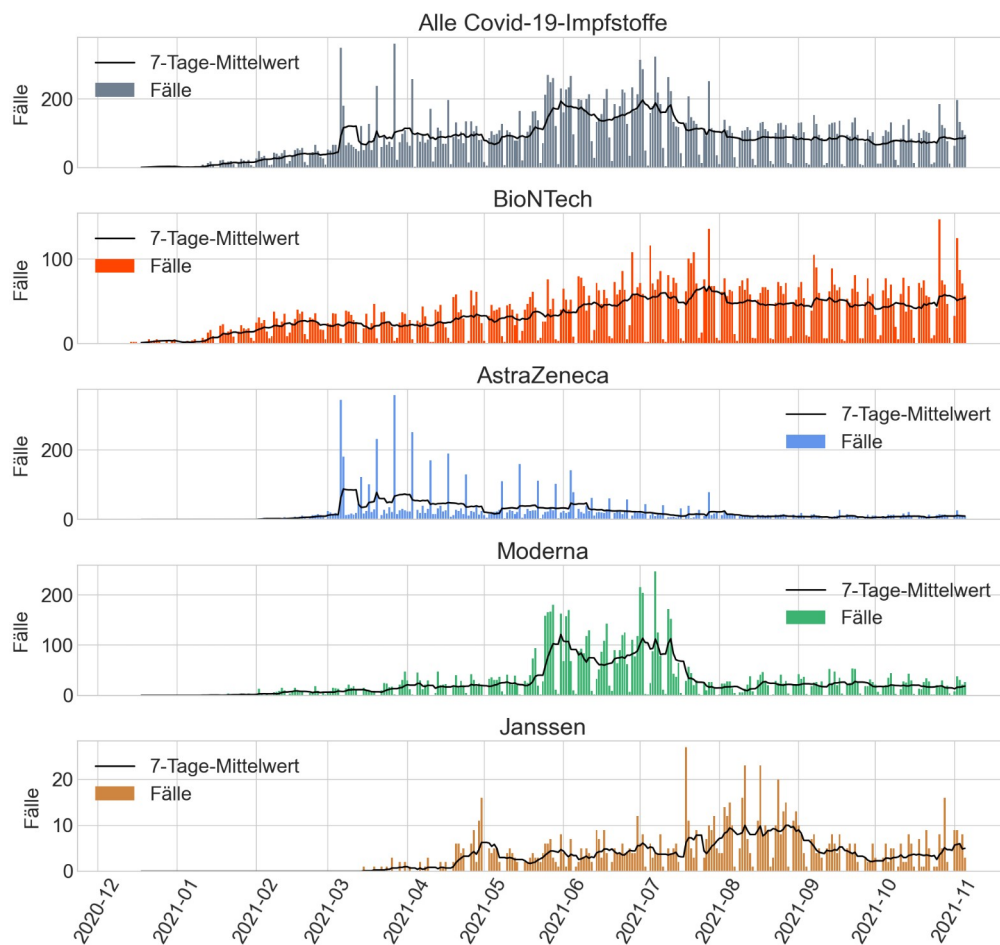 Alle Covid-19-Impfstoffe
Fälle
200
0
7-Tage-Mittelwert
Fälle
BioNTech
Fälle
100
0
7-Tage-Mittelwert
Fälle
AstraZeneca
Fälle
200
0
7-Tage-Mittelwert
Fälle
Moderna
Fälle
200
100
0
7-Tage-Mittelwert
Fälle
Janssen
Fälle
20
10
0
7-Tage-Mittelwert
Fälle
2020-12
2021-01
2021-02
2021-03
2021-04
2021-05
2021-06
2021-07
2021-08
2021-09
2021-10
2021-11